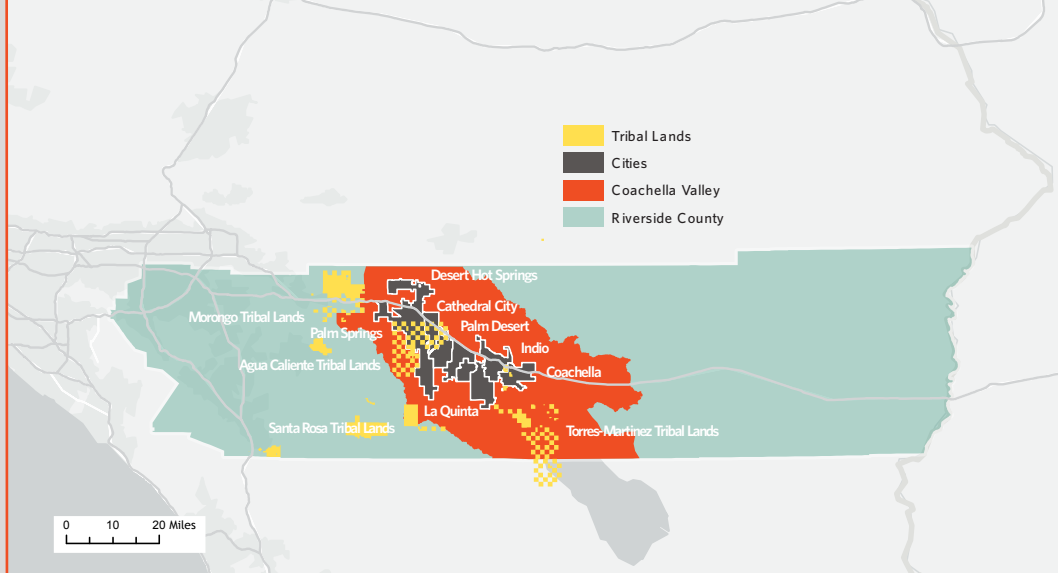 Tribal Lands
Cities
Coachella Valley
Riverside County
Desert Hot Springs
Cathedral City
Morongo Tribal Lands
Palm Springs
Palm Desert
Indio
Agua Caliente Tribal Lands
Coachella
La Quinta
Santa Rosa Tribal Lands
Torres-Martinez Tribal Lands
0 10 20 Miles